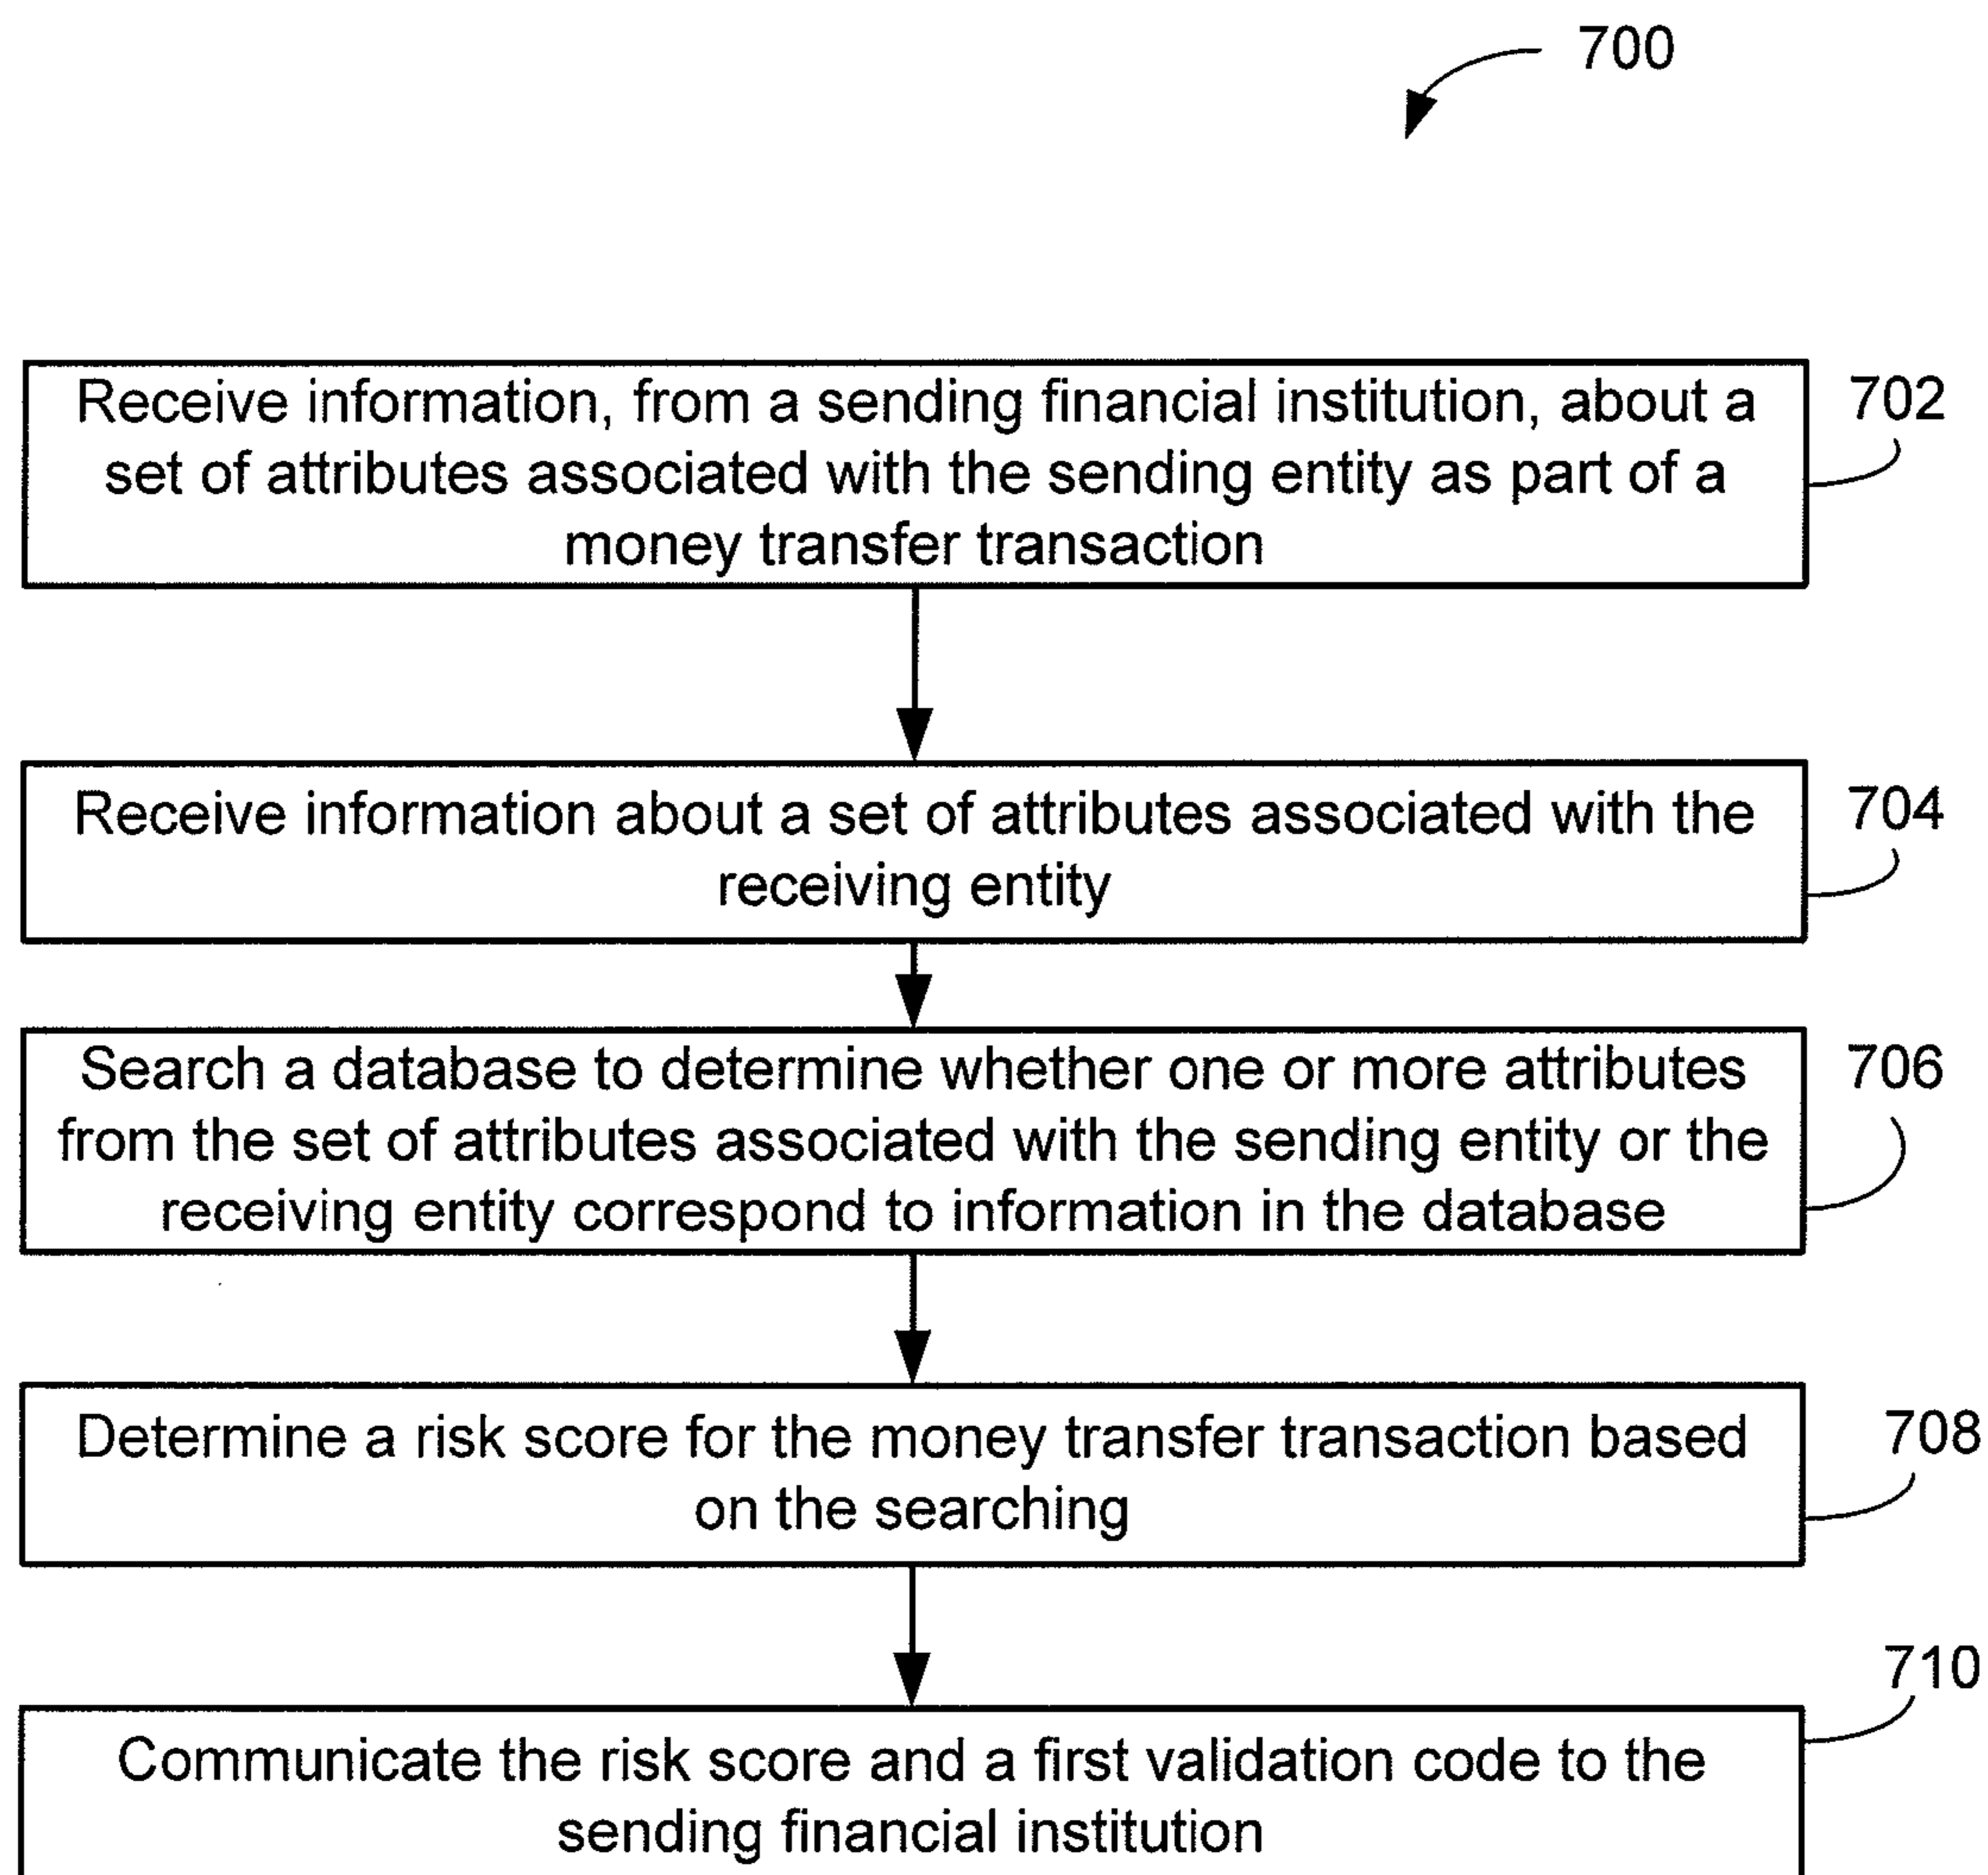 700
Receive information, from a sending financial institution, about a
set of attributes associated with the sending entity as part of a
money transfer transaction
702
Receive information about a set of attributes associated with the
receiving entity
704
Search a database to determine whether one or more attributes
from the set of attributes associated with the sending entity or the
receiving entity correspond to information in the database
706
Determine a risk score for the money transfer transaction based
on the searching
708
710
Communicate the risk score and a first validation code to the
sending financial institution